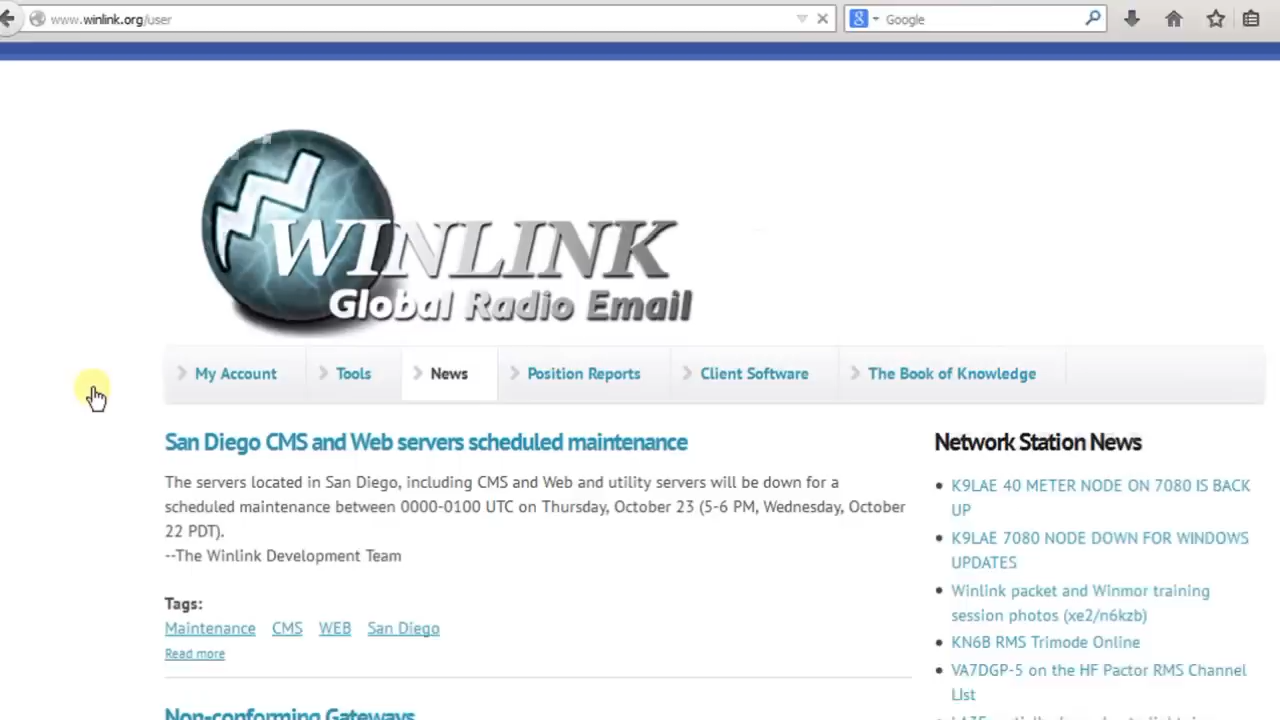 www.winlink.org/user
Google
WINLINK
Global Radio Email
My Account
Tools
News
Position Reports
Client Software
The Book of Knowledge
San Diego CMS and Web servers scheduled maintenance
The servers located in San Diego, including CMS and Web and utility servers will be down for a
scheduled maintenance between 0000-0100 UTC on Thursday, October 23 (5-6 PM, Wednesday, October
22 PDT).
--The Winlink Development Team
Tags:
Maintenance CMS WEB San Diego
Read more
Non-conforming Gateways
Network Station News
K9LAE 40 METER NODE ON 7080 IS BACK
UP
K9LAE 7080 NODE DOWN FOR WINDOWS
UPDATES
Winlink packet and Winmor training
session photos (xe2/n6kzb)
KN6B RMS Trimode Online
VA7DGP-5 on the HF Pactor RMS Channel
LIst